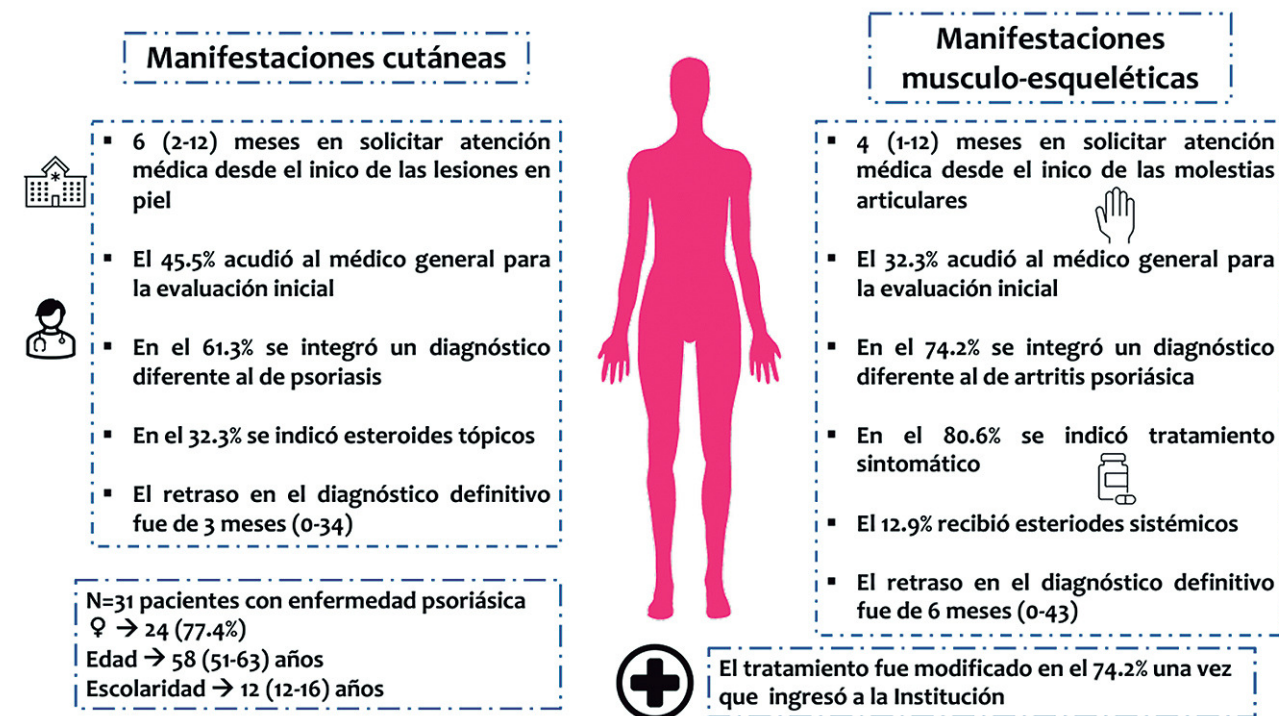 Manifestaciones cutáneas
▪ 6 (2-12) meses en solicitar atención
médica desde el inico de las lesiones en
piel
▪ El 45.5% acudió al médico general para
la evaluación inicial
▪ En el 61.3% se integró un diagnóstico
diferente al de psoriasis
▪ En el 32.3% se indicó esteroides tópicos
▪ El retraso en el diagnóstico definitivo
fue de 3 meses (0-34)
N=31 pacientes con enfermedad psoriásica
♀ → 24 (77.4%)
Edad → 58 (51-63) años
Escolaridad → 12 (12-16) años
Manifestaciones
musculo-esqueléticas
▪ 4 (1-12) meses en solicitar atención
médica desde el inico de las molestias
articulares
▪ El 32.3% acudió al médico general para
la evaluación inicial
▪ En el 74.2% se integró un diagnóstico
diferente al de artritis psoriásica
▪ En el 80.6% se indicó tratamiento
sintomático
▪ El 12.9% recibió esteriodes sistémicos
▪ El retraso en el diagnóstico definitivo
fue de 6 meses (0-43)
El tratamiento fue modificado en el 74.2% una vez
que ingresó a la Institución